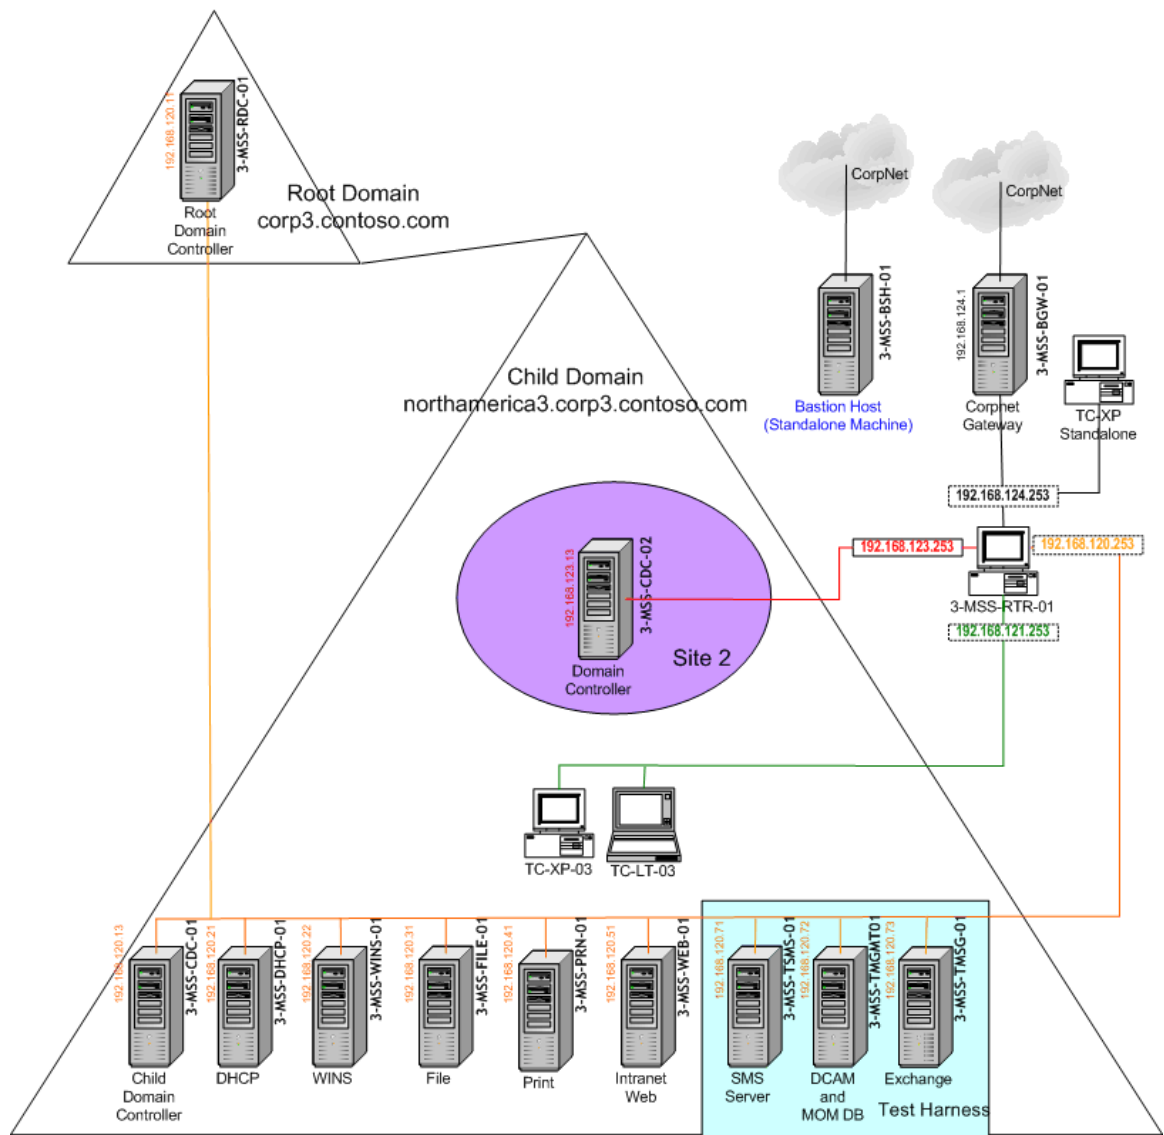 192.168.120.11
3-MSS-RDC-01
Root
Domain
Controller
Root Domain
corp3.contoso.com
CorpNet
CorpNet
3-MSS-BSH-01
192.168.124.1
3-MSS-BGW-01
Bastion Host
(Standalone Machine)
Corpnet
Gateway
TC-XP
Standalone
Child Domain
northamerica3.corp3.contoso.com
192.168.124.253
192.168.123.253
192.168.120.253
3-MSS-RTR-01
192.168.121.253
192.168.123.13
3-MSS-CDC-02
Site 2
Domain
Controller
TC-XP-03
TC-LT-03
192.168.120.13
3-MSS-CDC-01
192.168.120.21
3-MSS-DHCP-01
192.168.120.22
3-MSS-WINS-01
192.168.120.31
3-MSS-FILE-01
192.168.120.41
3-MSS-PRN-01
192.168.120.51
3-MSS-WEB-01
192.168.120.71
3-MSS-TSMS-01
192.168.120.72
3-MSS-TMGMT01
192.168.120.73
3-MSS-TMSG-01
Child
Domain
Controller
DHCP
WINS
File
Print
Intranet
Web
SMS
Server
DCAM
and
MOM DB
Exchange
Test Harness